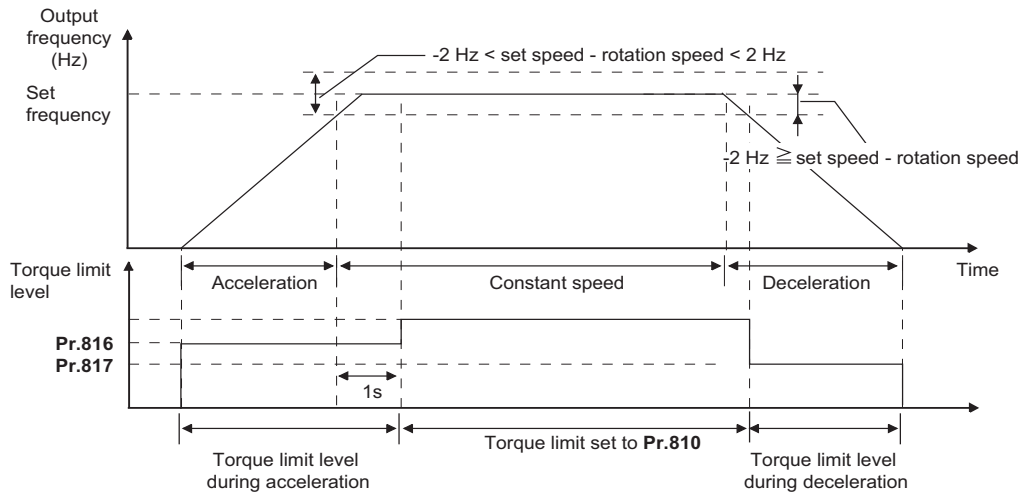 Output
frequency
(Hz)
-2 Hz < set speed - rotation speed < 2 Hz
Set
frequency
-2 Hz ≧ set speed - rotation speed
Torque limit
level
Acceleration
Constant speed
Deceleration
Time
Pr.816
Pr.817
1s
Torque limit level
during acceleration
Torque limit set to Pr.810
Torque limit level
during deceleration